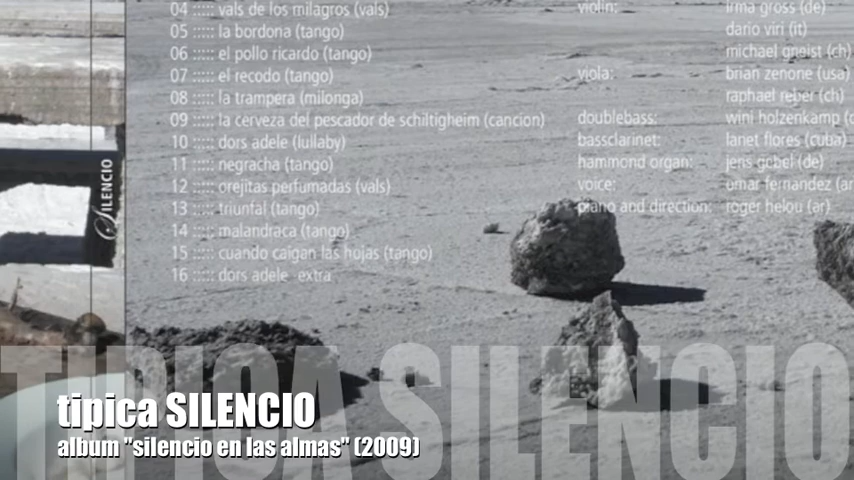 04 ::::: vals de los milagros (vals)
05 ::::: la bordona (tango)
06 ::::: el pollo ricardo (tango)
07 ::::: el recodo (tango)
08 ::::: la trampera (milonga)
09 ::::: la cerveza del pescador de schiltigheim (cancion)
10 ::::: dors adele (lullaby)
11 ::::: negracha (tango)
12 ::::: orejitas perfumadas (vals)
13 ::::: triunfal (tango)
14 ::::: malandraca (tango)
15 ::::: cuando caigan las hojas (tango)
16 ::::: dors adele extra
violin: irma gross (de)
dario viri (it)
michael gneist (ch)
viola: brian zenone (usa)
raphael reber (ch)
doublebass: wini holzenkamp (
bassclarinet: lanet flores (cuba)
hammond organ: jens gebel (de)
voice: omar fernandez (ar
piano and direction: roger helou (ar)
SILENCIO
TIPICA SILENCIO
tipica SILENCIO
album "silencio en las almas" (2009)